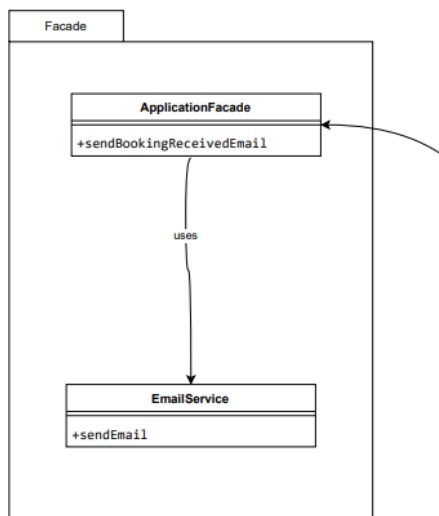 Facade
ApplicationFacade
+sendBookingReceivedEmail
uses
EmailService
+sendEmail